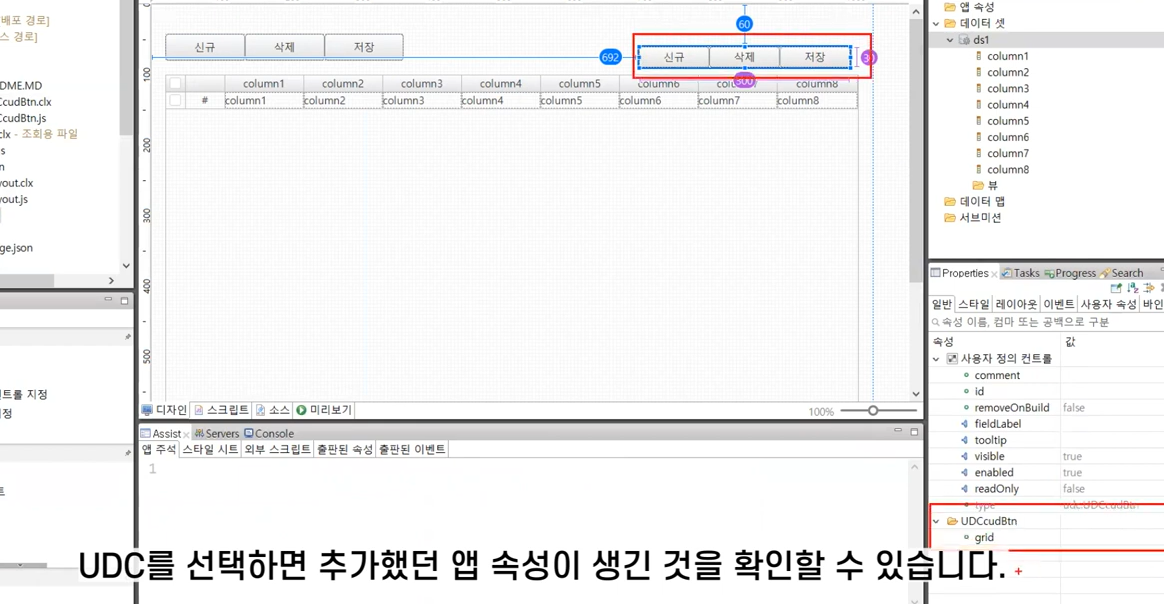 배포 경로]
스 경로]
DME.MD
CcudBtn.clx
CcudBtn.js
clx - 조회용 파일
s
n
yout.clx
yout.js
ge.json
트롤 지정
정
트
100
200
300
400
500
신규 삭제 저장
692
60
신규 삭제 저장
300
column1 column2 column3 column4 column5 column6 column8
# column1 column2 column3 column4 column5 column6 column7 column8
디자인 스크립트 소스 미리보기
100%
Assist Servers Console
앱 주석 스타일 시트 외부 스크립트 출판된 속성 출판된 이벤트
1
앱 속성
데이터 셋
ds1
column1
column2
column3
column4
column5
column6
column7
column8
뷰
데이터 맵
서브미션
Properties Tasks Progress Search
일반 스타일 레이아웃 이벤트 사용자 속성 바인
속성 이름, 컴마 또는 공백으로 구분
속성 값
사용자 정의 컨트롤
comment
id
removeOnBuild false
fieldLabel
tooltip
visible true
enabled true
readOnly false
type udc.UDCcudBtn
UDCcudBtn
grid
UDC를 선택하면 추가했던 앱 속성이 생긴 것을 확인할 수 있습니다.